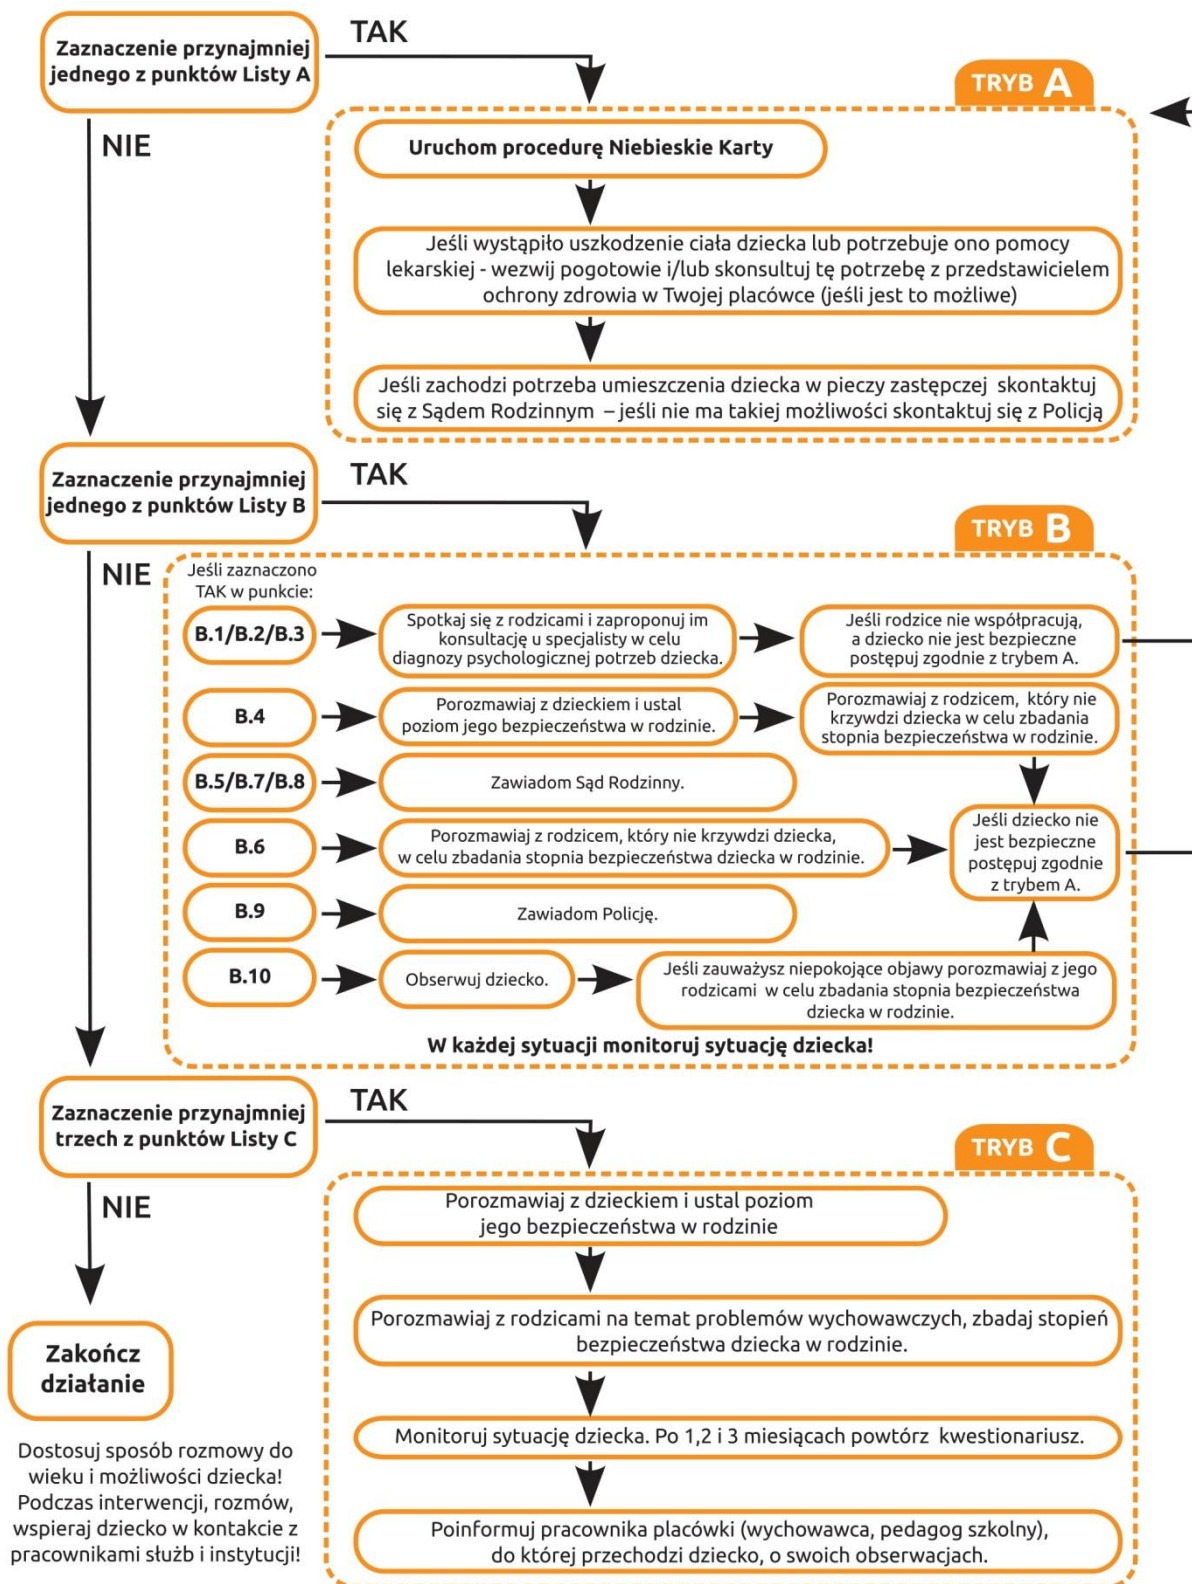 Zaznaczenie przynajmniej
jednego z punktów Listy A
TAK
NIE
TRYB A
Uruchom procedurę Niebieskie Karty
Jeśli wystąpiło uszkodzenie ciała dziecka lub potrzebuje ono pomocy
lekarskiej - wezwij pogotowie i/lub skonsultuj tę potrzebę z przedstawicielem
ochrony zdrowia w Twojej placówce (jeśli jest to możliwe)
Jeśli zachodzi potrzeba umieszczenia dziecka w pieczy zastępczej skontaktuj
się z Sądem Rodzinnym – jeśli nie ma takiej możliwości skontaktuj się z Policją
Zaznaczenie przynajmniej
jednego z punktów Listy B
TAK
NIE
TRYB B
Jeśli zaznaczono
TAK w punkcie:
B.1/B.2/B.3
Spotkaj się z rodzicami i zaproponuj im
konsultację u specjalisty w celu
diagnozy psychologicznej potrzeb dziecka.
Jeśli rodzice nie współpracują,
a dziecko nie jest bezpieczne
postępuj zgodnie z trybem A.
B.4
Porozmawiaj z dzieckiem i ustal
poziom jego bezpieczeństwa w rodzinie.
Porozmawiaj z rodzicem, który nie
krzywdzi dziecka w celu zbadania
stopnia bezpieczeństwa w rodzinie.
B.5/B.7/B.8
Zawiadom Sąd Rodzinny.
B.6
Porozmawiaj z rodzicem, który nie krzywdzi dziecka,
w celu zbadania stopnia bezpieczeństwa dziecka w rodzinie.
Jeśli dziecko nie
jest bezpieczne
postępuj zgodnie
z trybem A.
B.9
Zawiadom Policję.
B.10
Obserwuj dziecko.
Jeśli zauważysz niepokojące objawy porozmawiaj z jego
rodzicami w celu zbadania stopnia bezpieczeństwa
dziecka w rodzinie.
W każdej sytuacji monitoruj sytuację dziecka!
Zaznaczenie przynajmniej
trzech z punktów Listy C
TAK
NIE
TRYB C
Porozmawiaj z dzieckiem i ustal poziom
jego bezpieczeństwa w rodzinie
Porozmawiaj z rodzicami na temat problemów wychowawczych, zbadaj stopień
bezpieczeństwa dziecka w rodzinie.
Monitoruj sytuację dziecka. Po 1,2 i 3 miesiącach powtórz kwestionariusz.
Poinformuj pracownika placówki (wychowawca, pedagog szkolny),
do której przechodzi dziecko, o swoich obserwacjach.
Zakończ
działanie
Dostosuj sposób rozmowy do
wieku i możliwości dziecka!
Podczas interwencji, rozmów,
wspieraj dziecko w kontakcie z
pracownikami służb i instytucji!